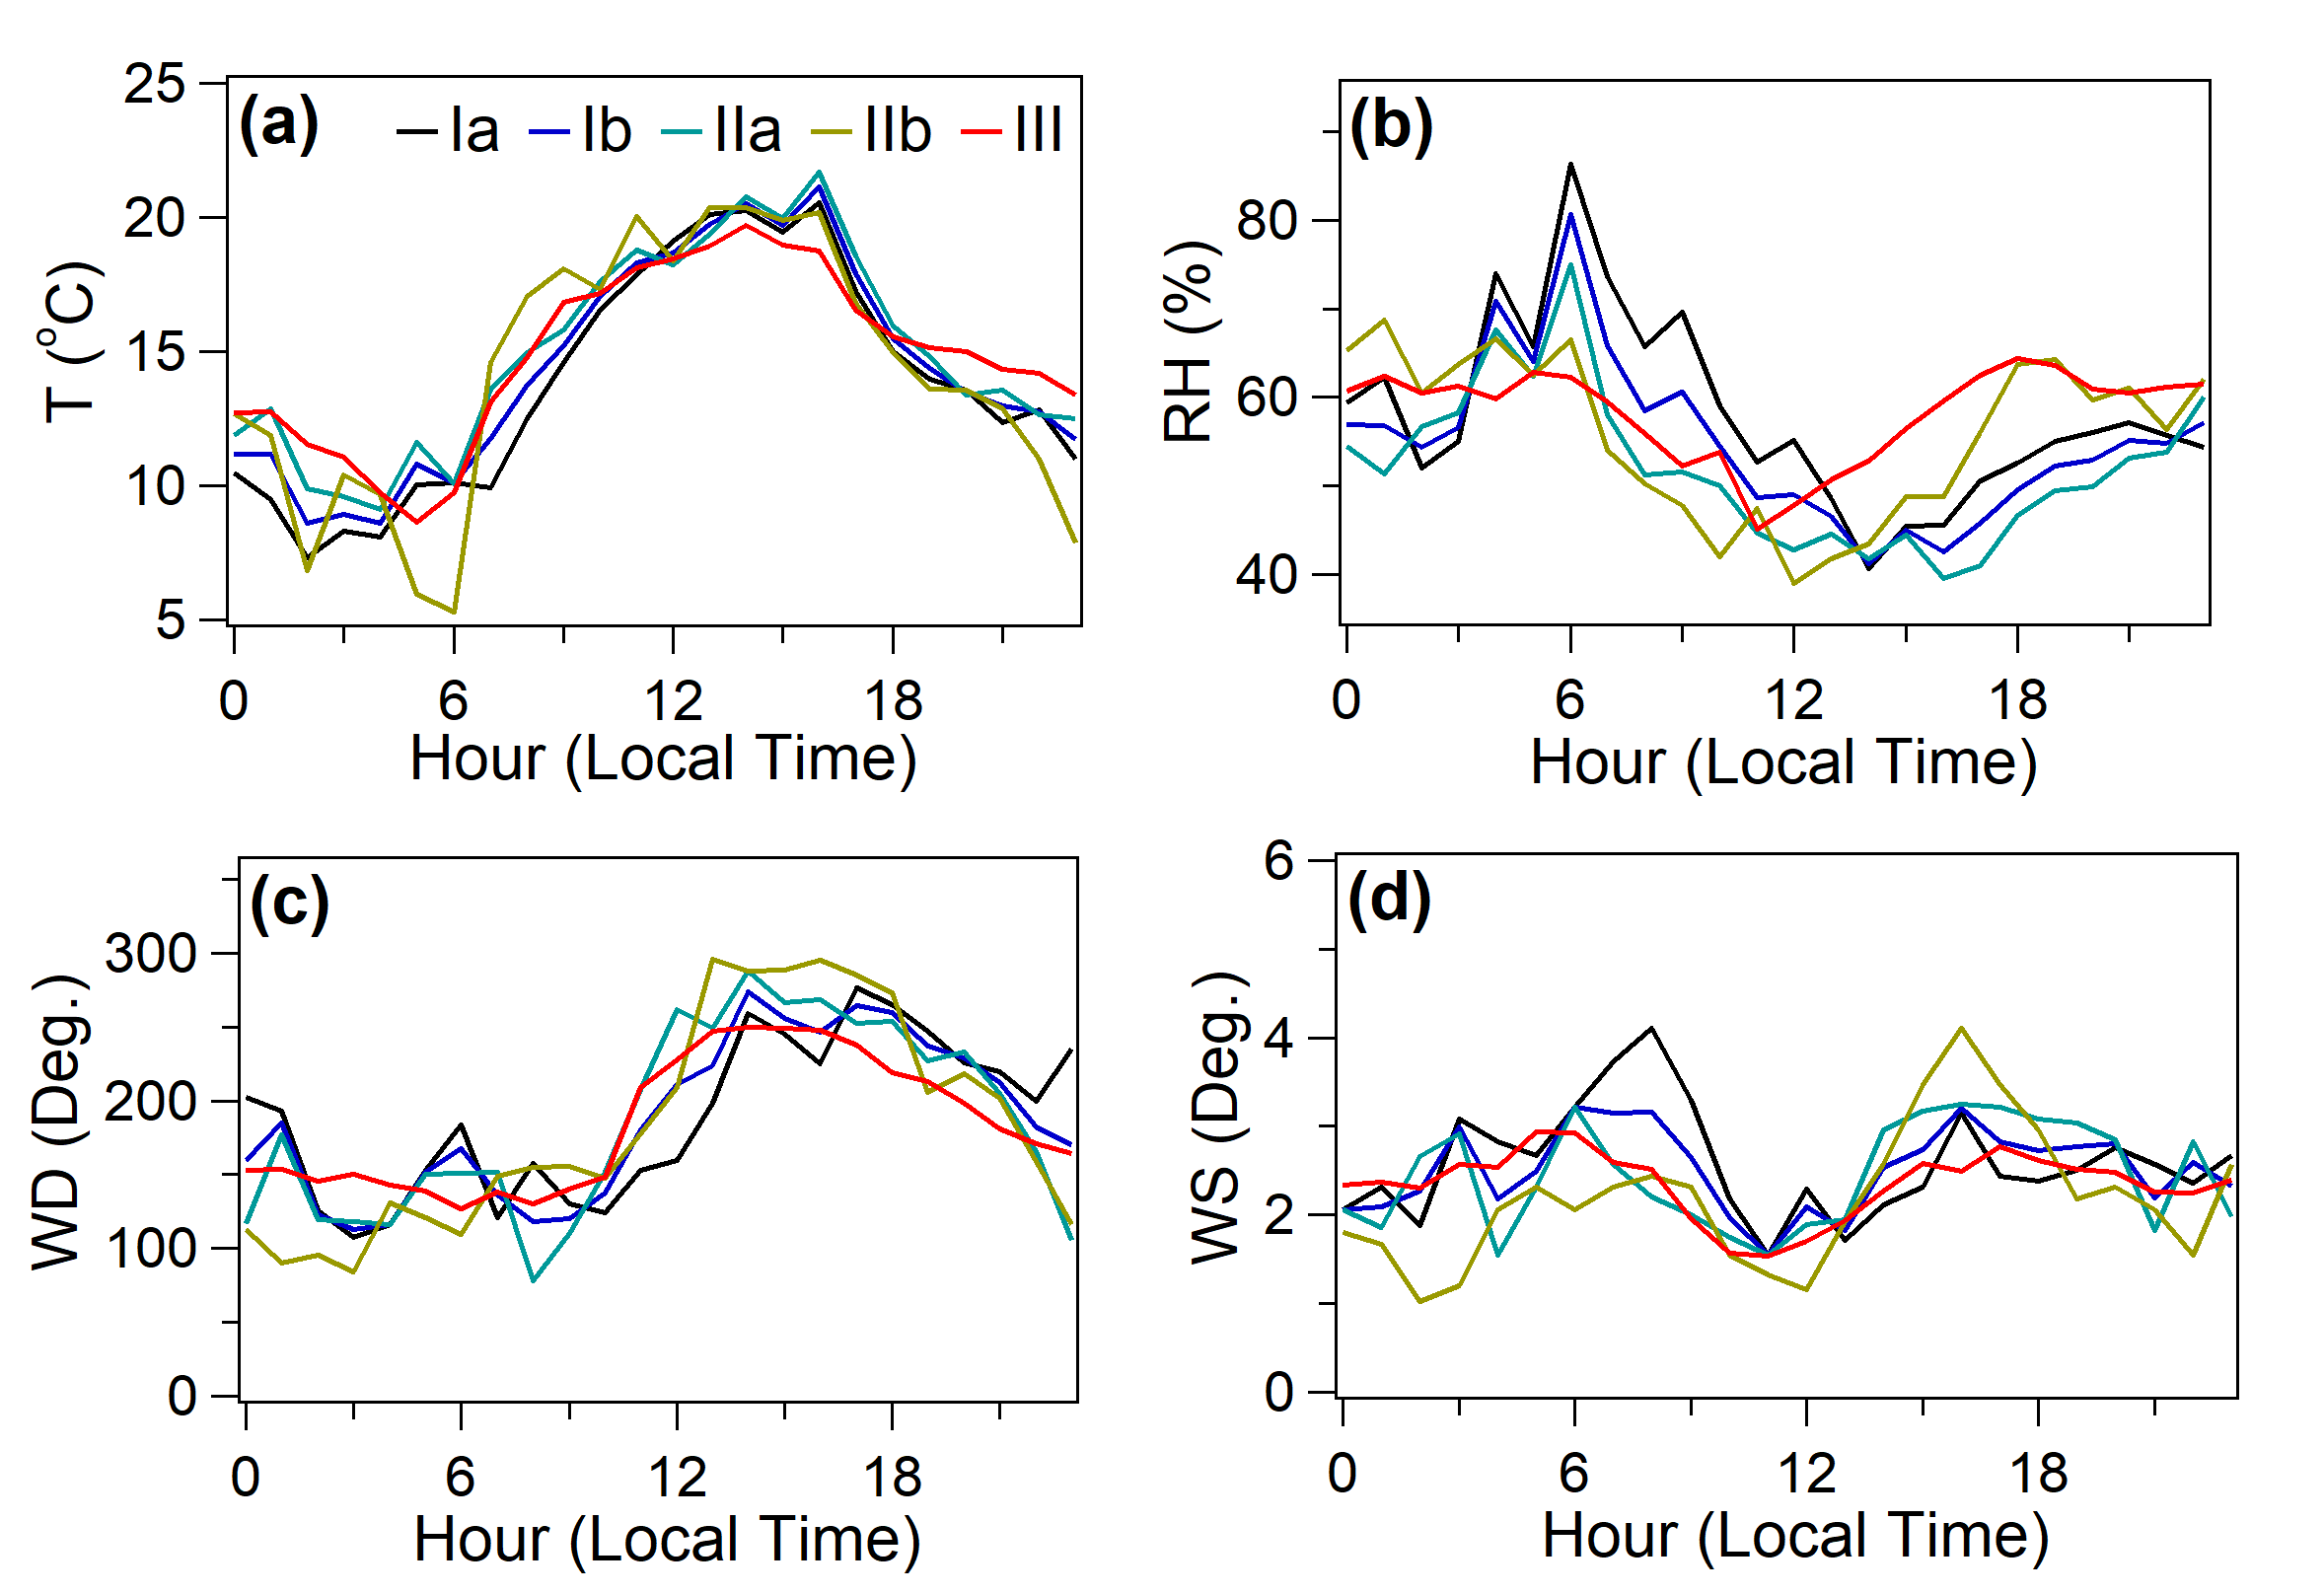 (a) Ia Ib IIa IIb III
T (°C)
25
20
15
10
5
0 6 12 18
Hour (Local Time)
(b)
RH (%)
80
60
40
0 6 12 18
Hour (Local Time)
(c)
WD (Deg.)
300
200
100
0
0 6 12 18
Hour (Local Time)
(d)
WS (Deg.)
6
4
2
0
0 6 12 18
Hour (Local Time)